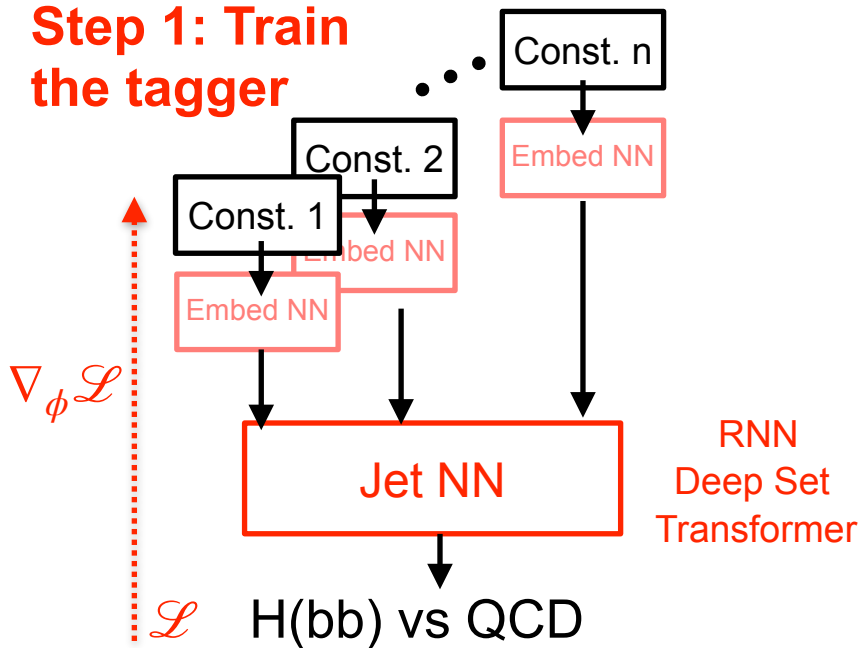 Step 1: Train
the tagger
Const. n
Embed NN
Const. 2
Embed NN
Const. 1
Embed NN
∇ϕℒ
Jet NN
RNN
Deep Set
Transformer
ℒ
H(bb) vs QCD